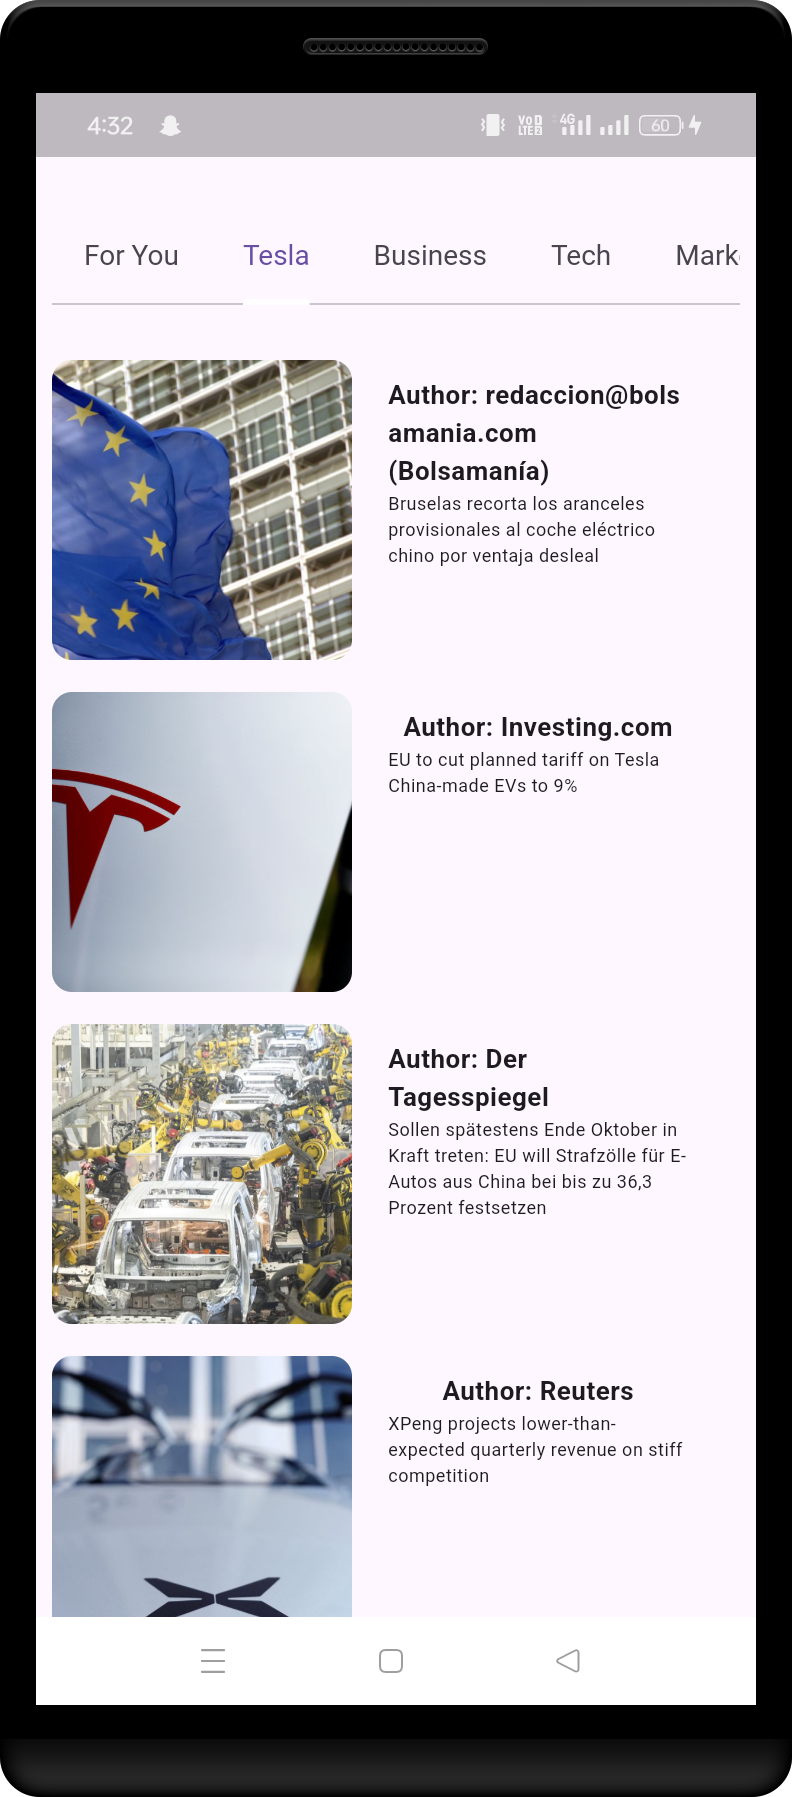 4:32
Vo D
LTE 2
4G
60
For You Tesla Business Tech Mark
Author: redaccion@bols
amania.com
(Bolsamanía)
Bruselas recorta los aranceles
provisionales al coche eléctrico
chino por ventaja desleal
Author: Investing.com
EU to cut planned tariff on Tesla
China-made EVs to 9%
Author: Der
Tagesspiegel
Sollen spätestens Ende Oktober in
Kraft treten: EU will Strafzölle für E-
Autos aus China bei bis zu 36,3
Prozent festsetzen
Author: Reuters
XPeng projects lower-than-
expected quarterly revenue on stiff
competition